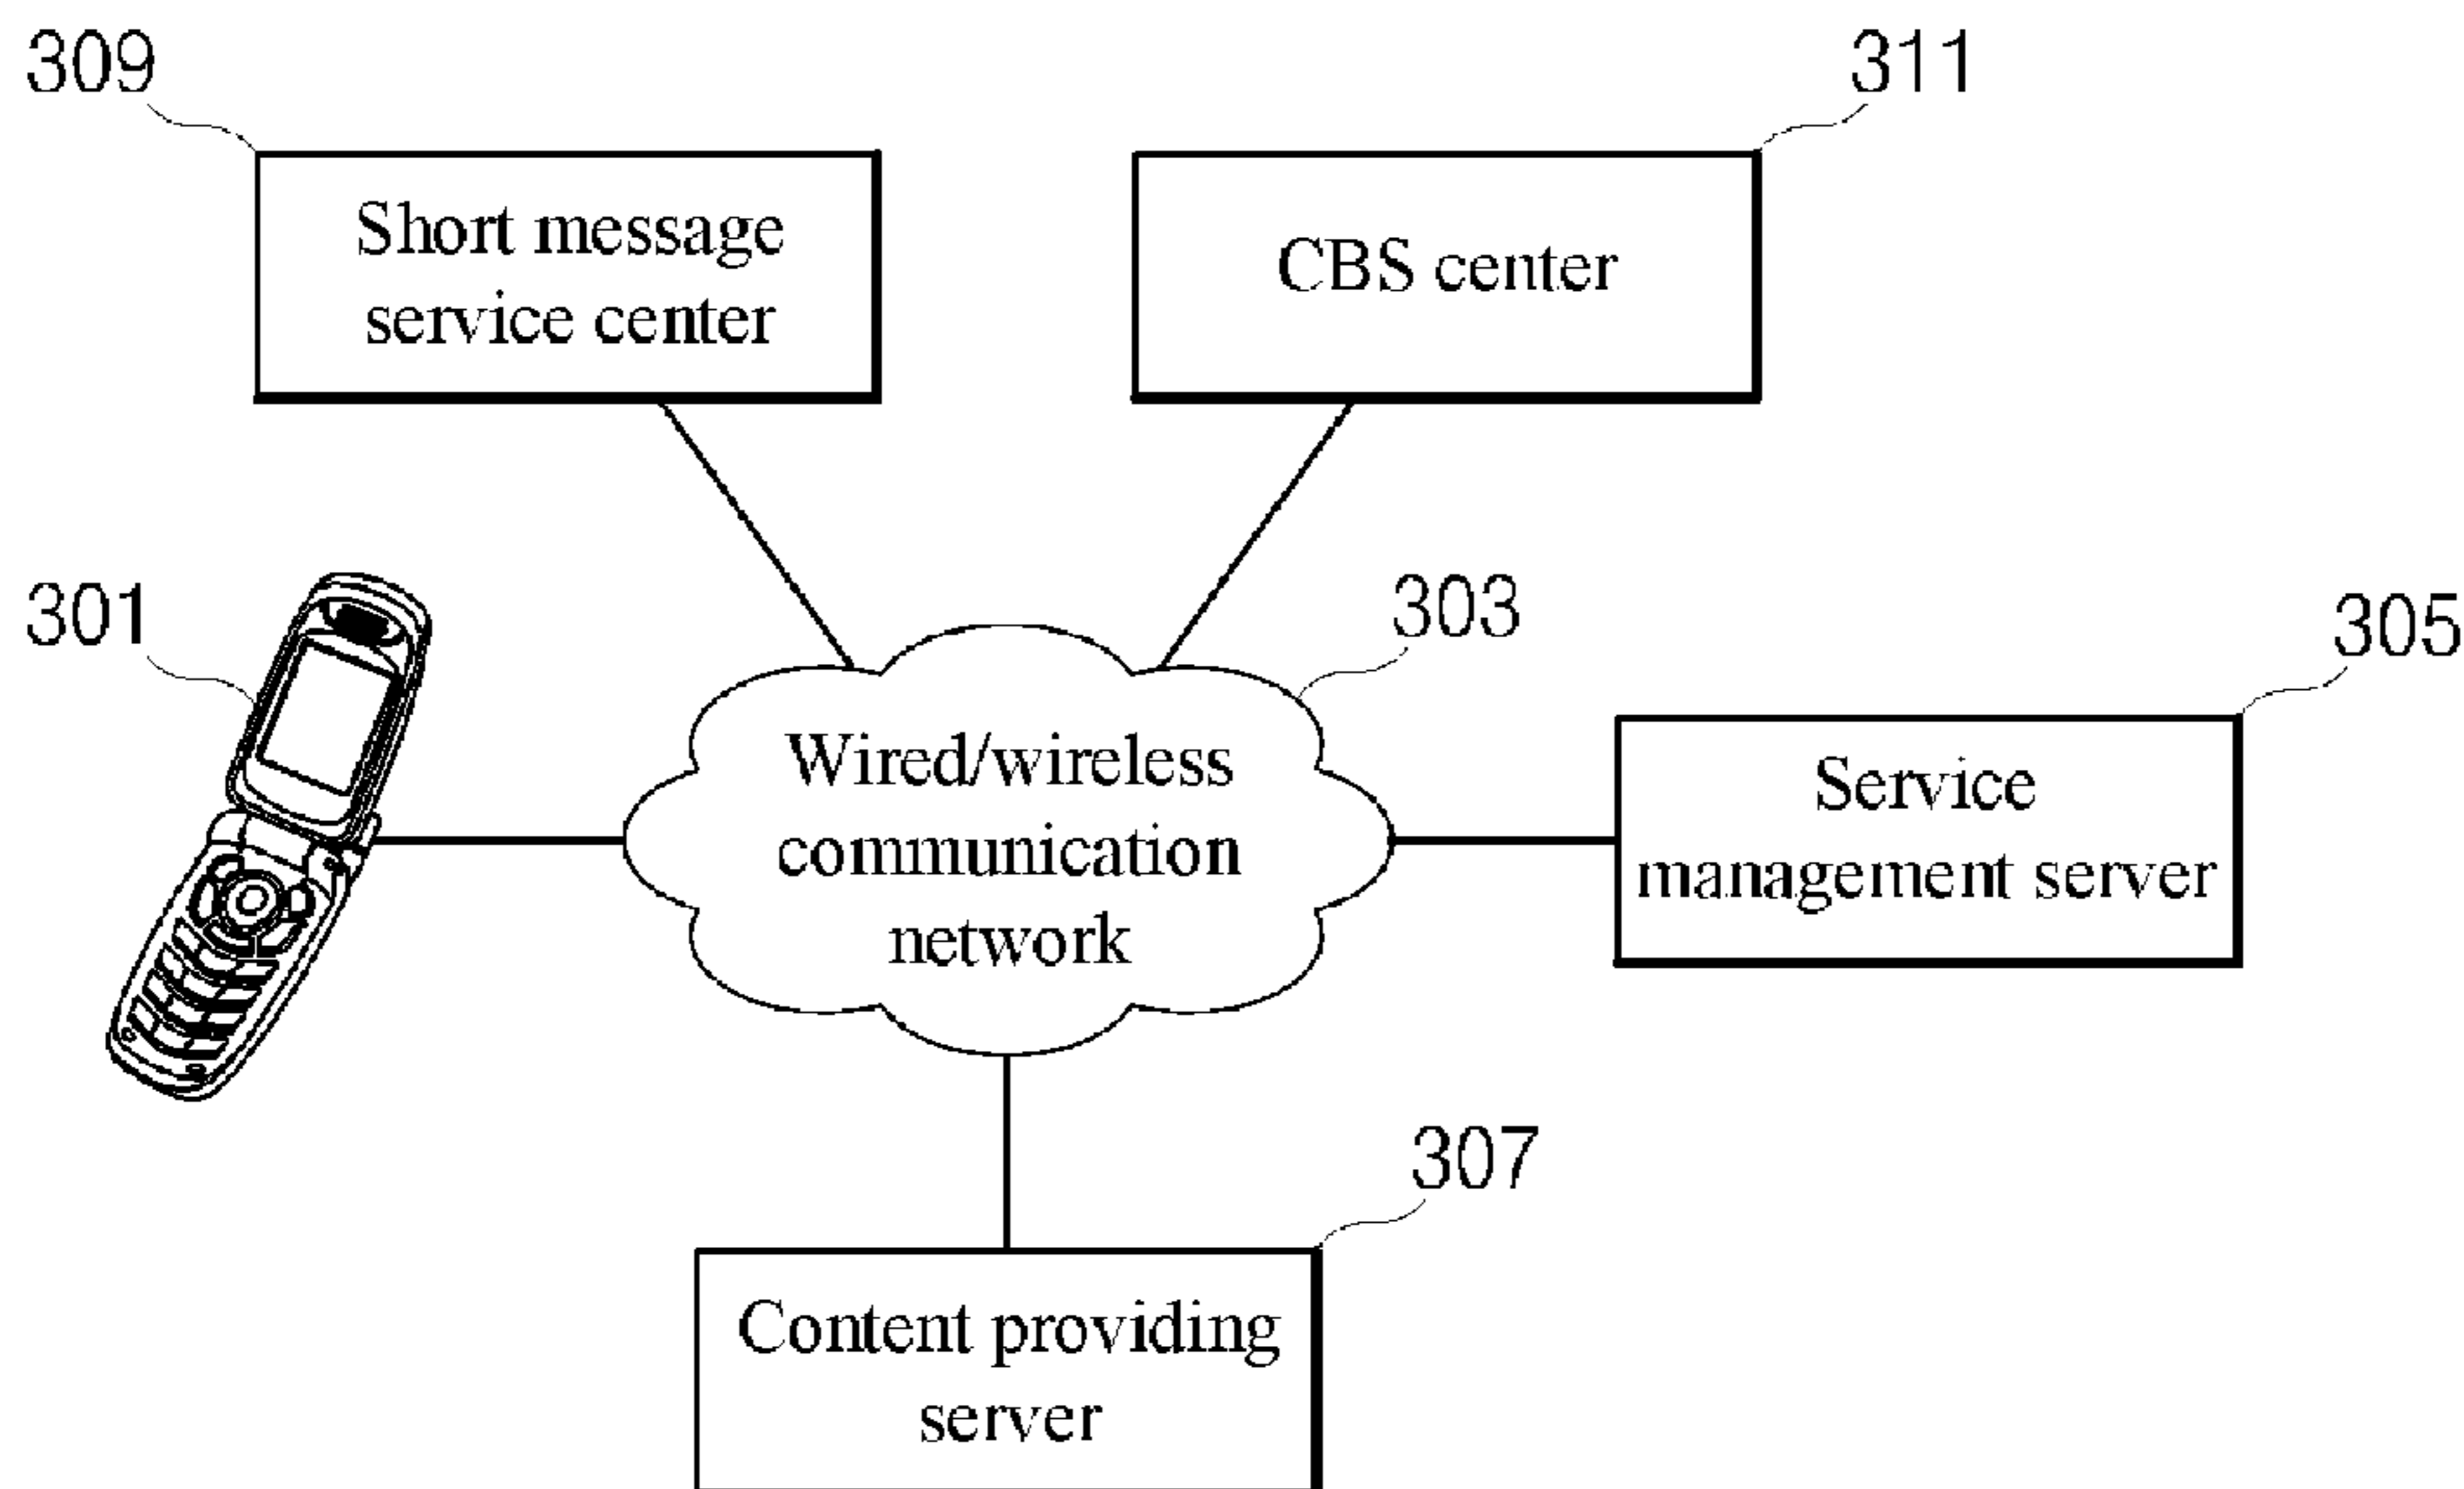 309
311
Short message
service center
CBS center
301
303
305
Wired/wireless
communication
network
Service
management server
307
Content providing
server